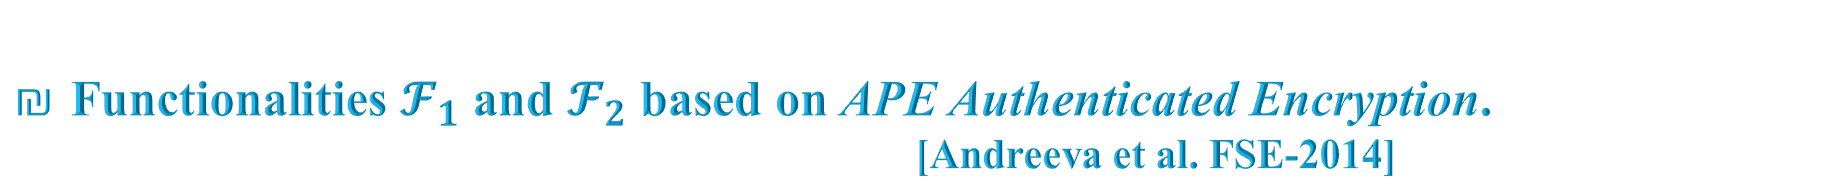 ₪ Functionalities ℱ₁ and ℱ₂ based on APE Authenticated Encryption.
[Andreeva et al. FSE-2014]